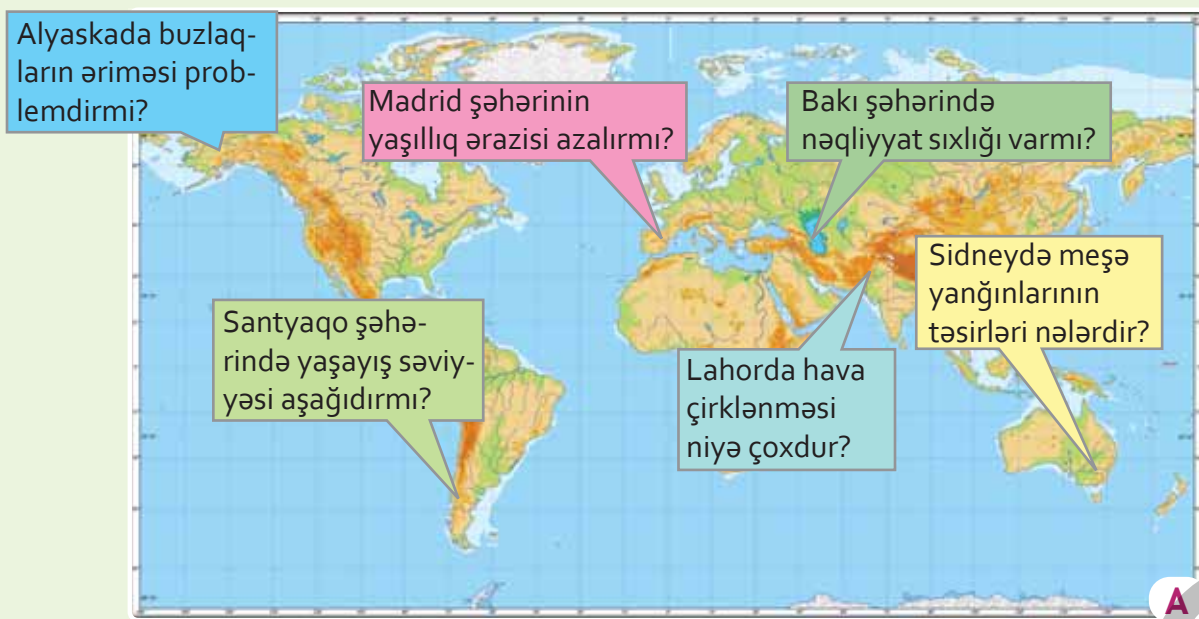 Alyaskada buzlaq-
ların əriməsi prob-
lemdirmi?
Madrid şəhərinin
yaşıllıq ərazisi azalırmı?
Bakı şəhərində
nəqliyyat sıxlığı varmı?
Sidneydə meşə
yanğınlarının
təsirləri nələrdir?
Santyaqo şəhə-
rində yaşayış səviy-
yəsi aşağıdırmı?
Lahorda hava
çirklənməsi
niyə çoxdur?
A